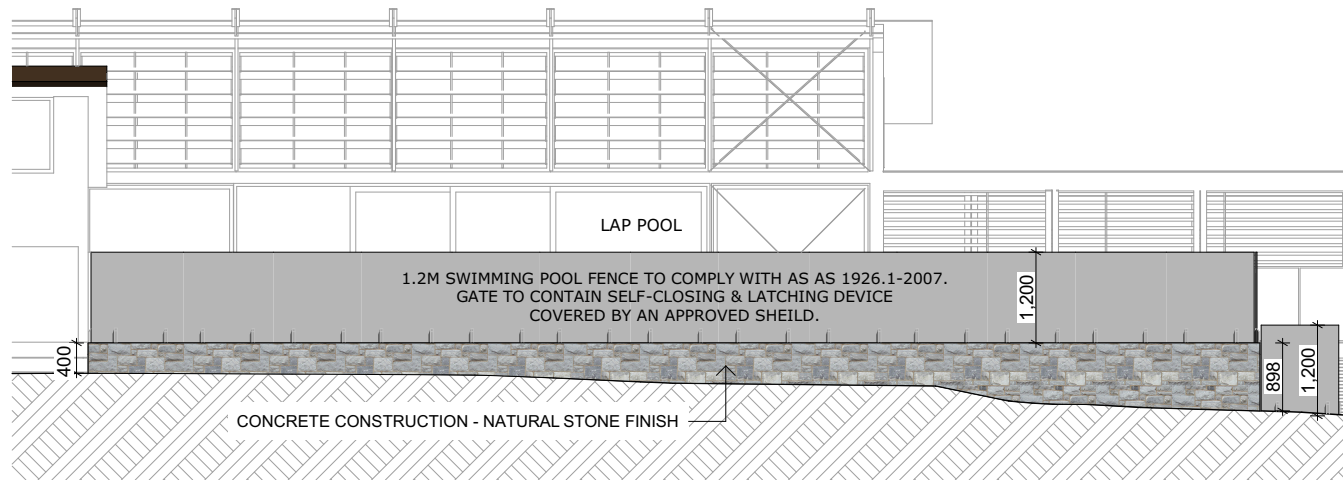 LAP POOL
1.2M SWIMMING POOL FENCE TO COMPLY WITH AS AS 1926.1-2007.
GATE TO CONTAIN SELF-CLOSING & LATCHING DEVICE
COVERED BY AN APPROVED SHEILD.
1,200
400
898
1,200
CONCRETE CONSTRUCTION - NATURAL STONE FINISH